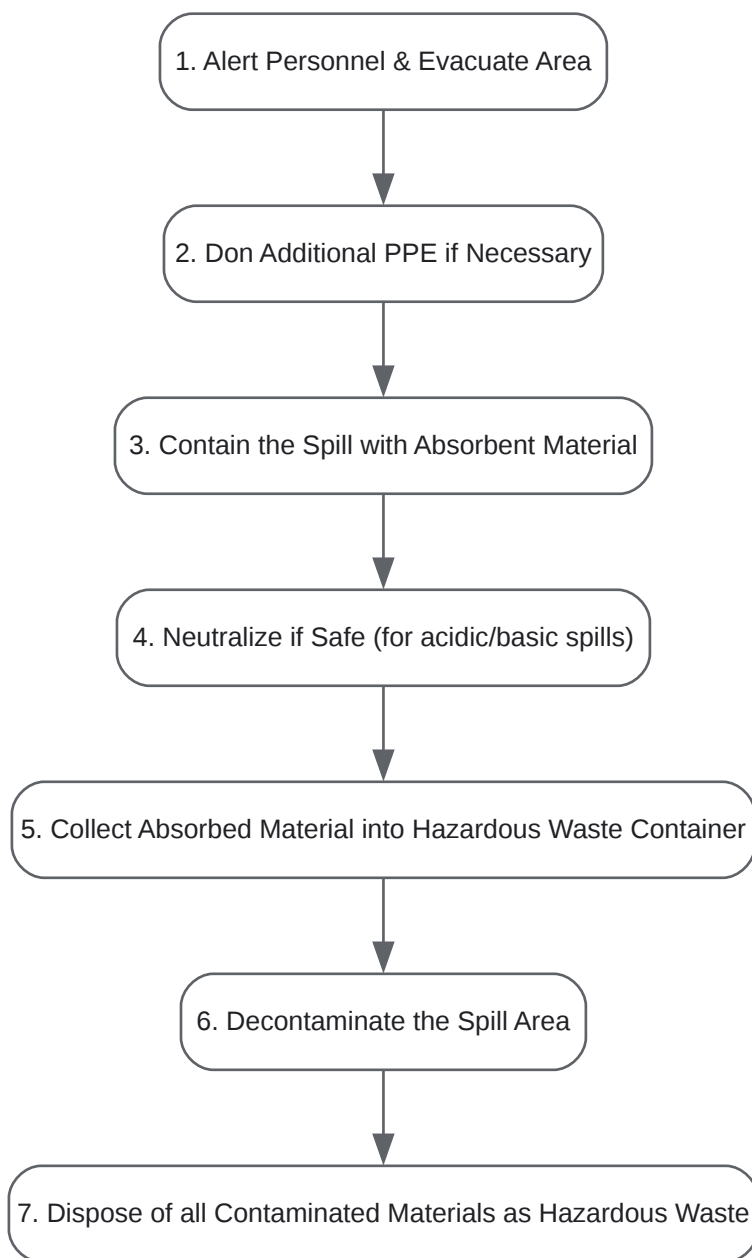 1. Alert Personnel & Evacuate Area
2. Don Additional PPE if Necessary
3. Contain the Spill with Absorbent Material
4. Neutralize if Safe (for acidic/basic spills)
5. Collect Absorbed Material into Hazardous Waste Container
6. Decontaminate the Spill Area
7. Dispose of all Contaminated Materials as Hazardous Waste